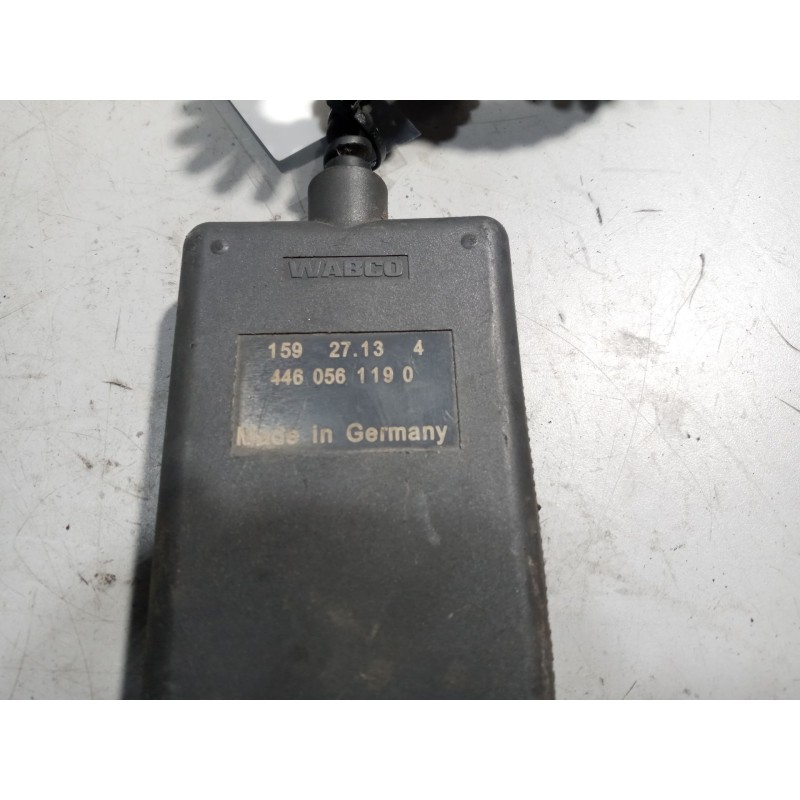 WABCO
159 27.13 4
446 056 119 0
Made in Germany